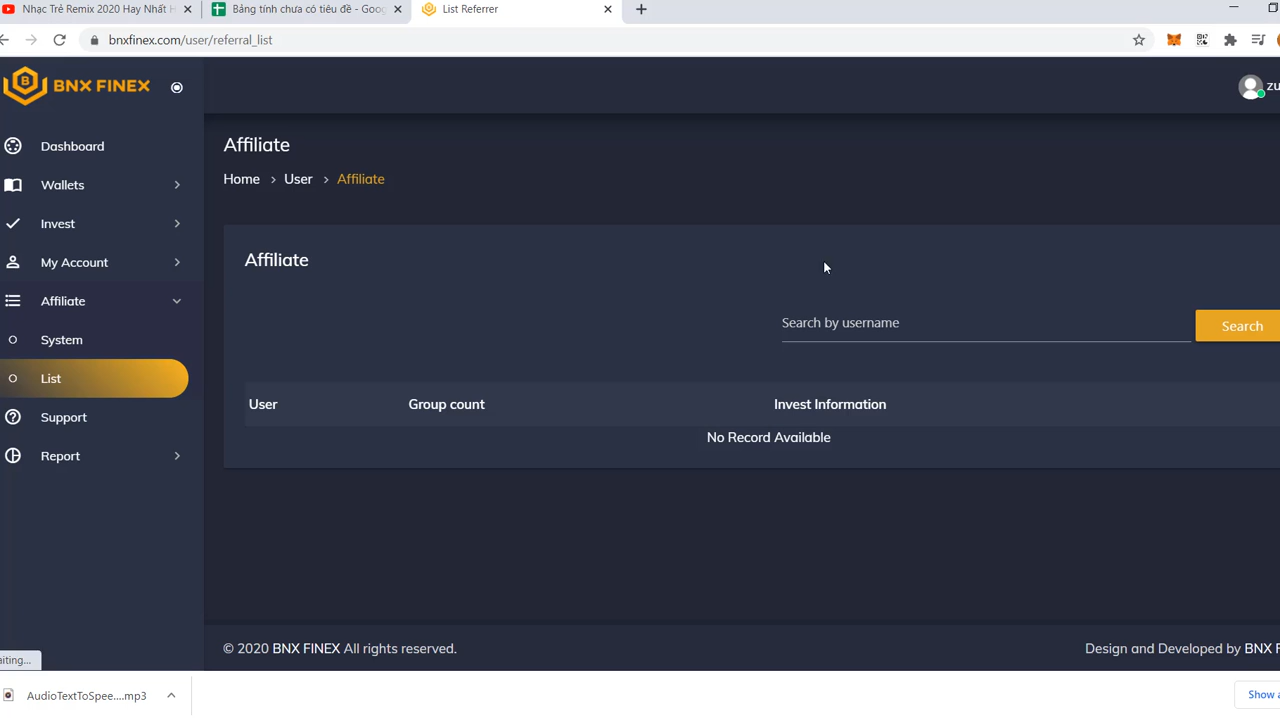 Nhạc Trẻ Remix 2020 Hay Nhất H
Bảng tính chưa có tiêu đề - Goog
List Referrer
bnxfinex.com/user/referral_list
BNX FINEX
zu
Dashboard
Wallets
Invest
My Account
Affiliate
System
List
Support
Report
Affiliate
Home > User > Affiliate
Affiliate
Search by username
Search
User Group count Invest Information
No Record Available
© 2020 BNX FINEX All rights reserved.
Design and Developed by BNX F
aiting...
AudioTextToSpee....mp3
Show a